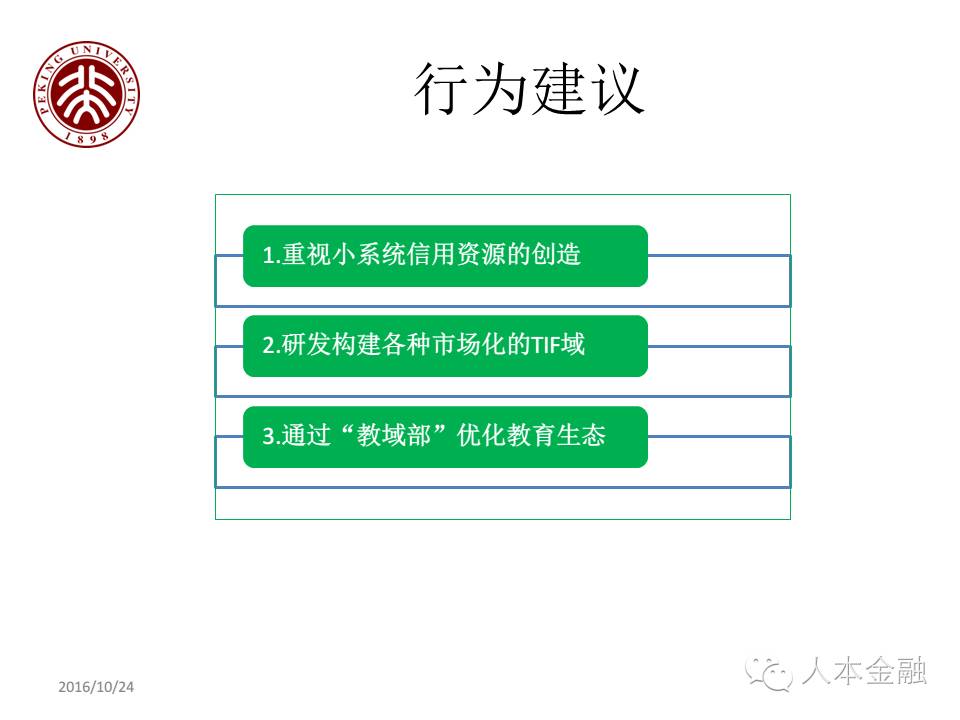 PEKING UNIVERSITY
1898
行为建议
1.重视小系统信用资源的创造
2.研发构建各种市场化的TIF域
3.通过“教域部”优化教育生态
2016/10/24
人本金融